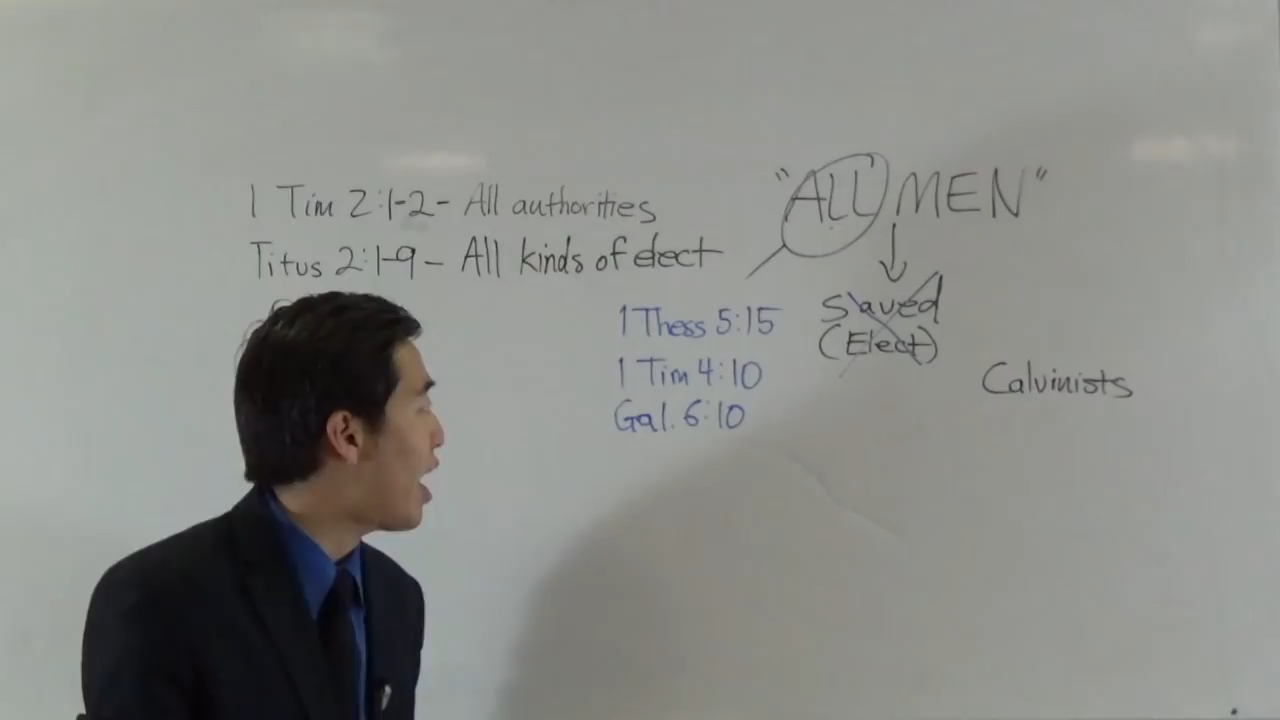 1 Tim 2:1-2- All authorities
Titus 2:1-9 - All kinds of elect
"ALL MEN"
Saved
(Elect)
1 Thess 5:15
1 Tim 4:10
Gal. 6:10
Calvinists